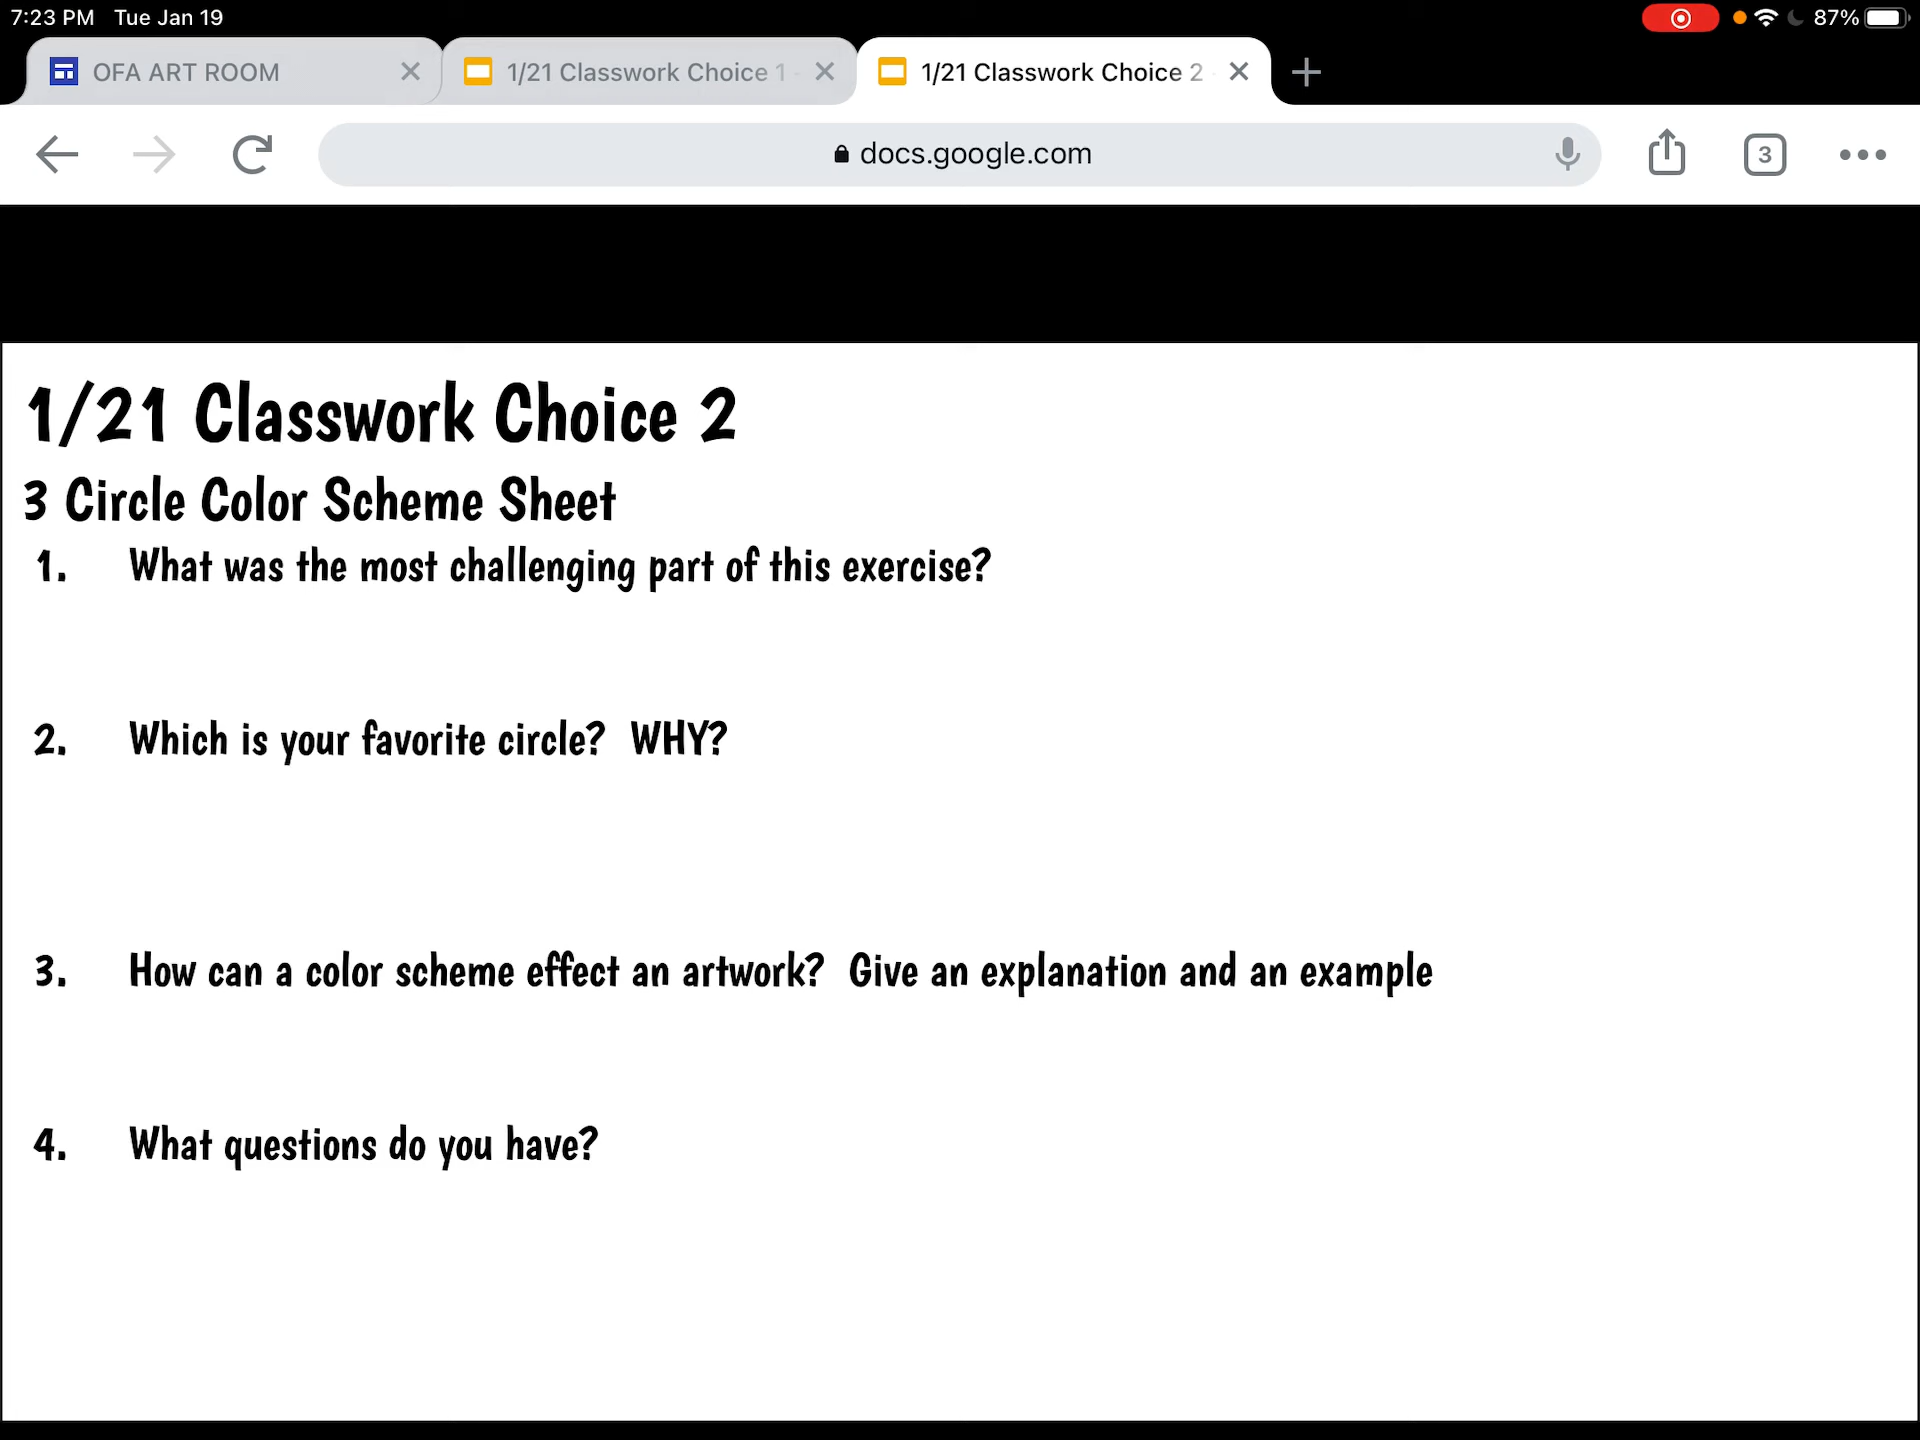 7:23 PM Tue Jan 19 87%
OFA ART ROOM 1/21 Classwork Choice 1 - 1/21 Classwork Choice 2
docs.google.com 3
1/21 Classwork Choice 2
3 Circle Color Scheme Sheet
1. What was the most challenging part of this exercise?
2. Which is your favorite circle? WHY?
3. How can a color scheme effect an artwork? Give an explanation and an example
4. What questions do you have?